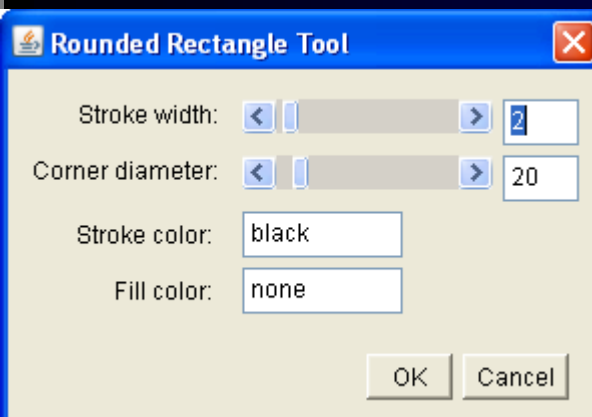 Rounded Rectangle Tool
Stroke width: 2
Corner diameter: 20
Stroke color: black
Fill color: none
OK Cancel